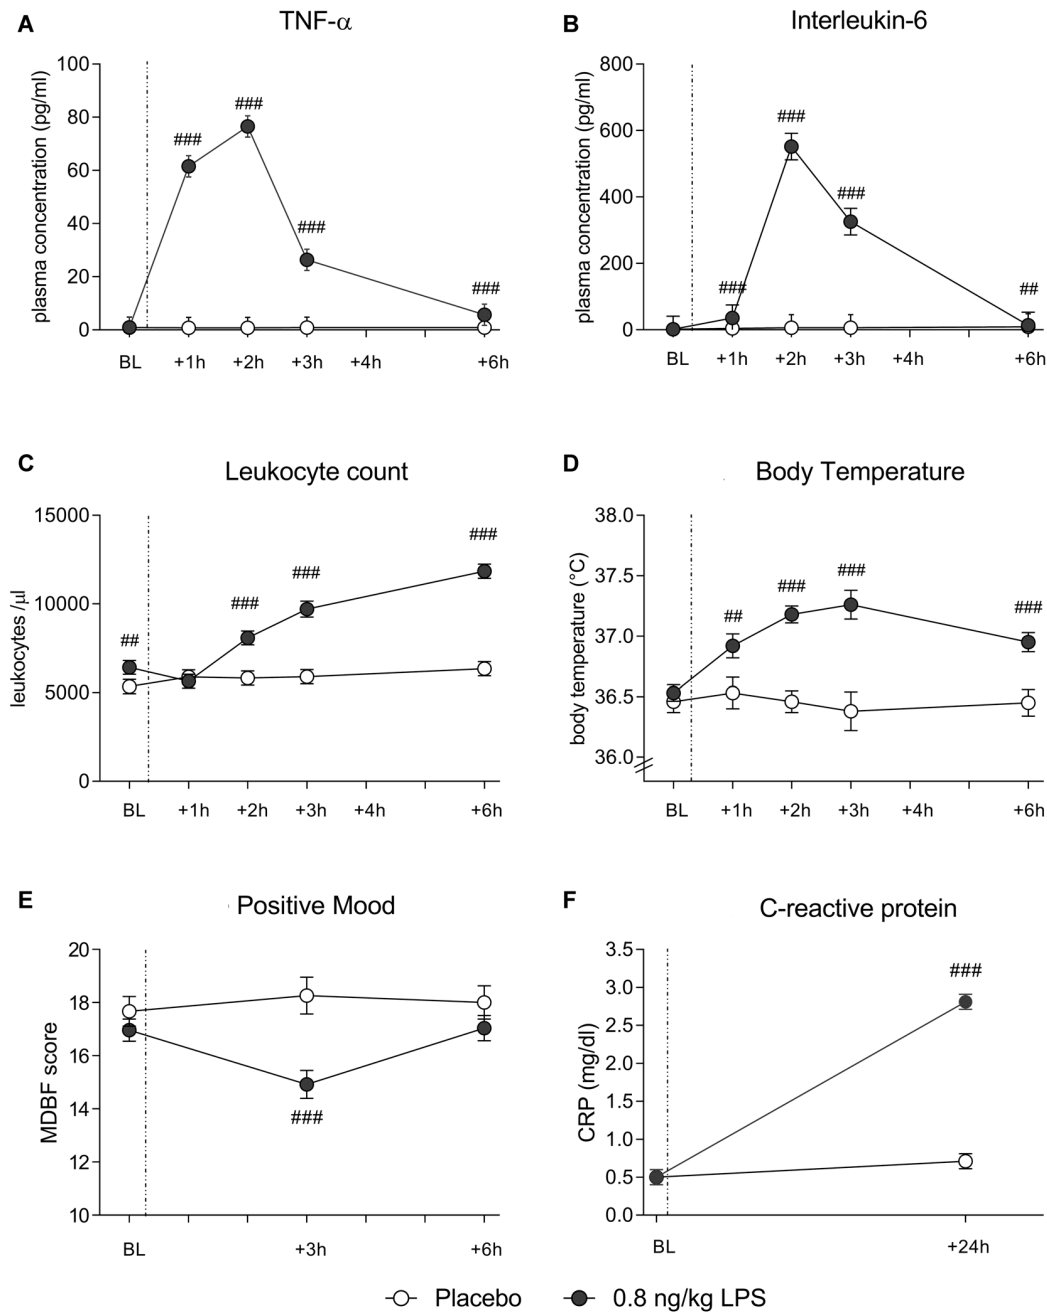 A
TNF-α
plasma concentration (pg/ml)
100
80
60
40
20
0
###
###
###
###
BL +1h +2h +3h +4h +6h
B
Interleukin-6
plasma concentration (pg/ml)
800
600
400
200
0
###
###
###
##
BL +1h +2h +3h +4h +6h
C
Leukocyte count
leukocytes /µl
15000
10000
5000
0
##
###
###
###
BL +1h +2h +3h +4h +6h
D
Body Temperature
body temperature (°C)
38.0
37.5
37.0
36.5
36.0
##
###
###
###
BL +1h +2h +3h +4h +6h
E
Positive Mood
MDBF score
20
18
16
14
12
10
###
BL +3h +6h
F
C-reactive protein
CRP (mg/dl)
3.5
3.0
2.5
2.0
1.5
1.0
0.5
0.0
###
BL +24h
Placebo 0.8 ng/kg LPS